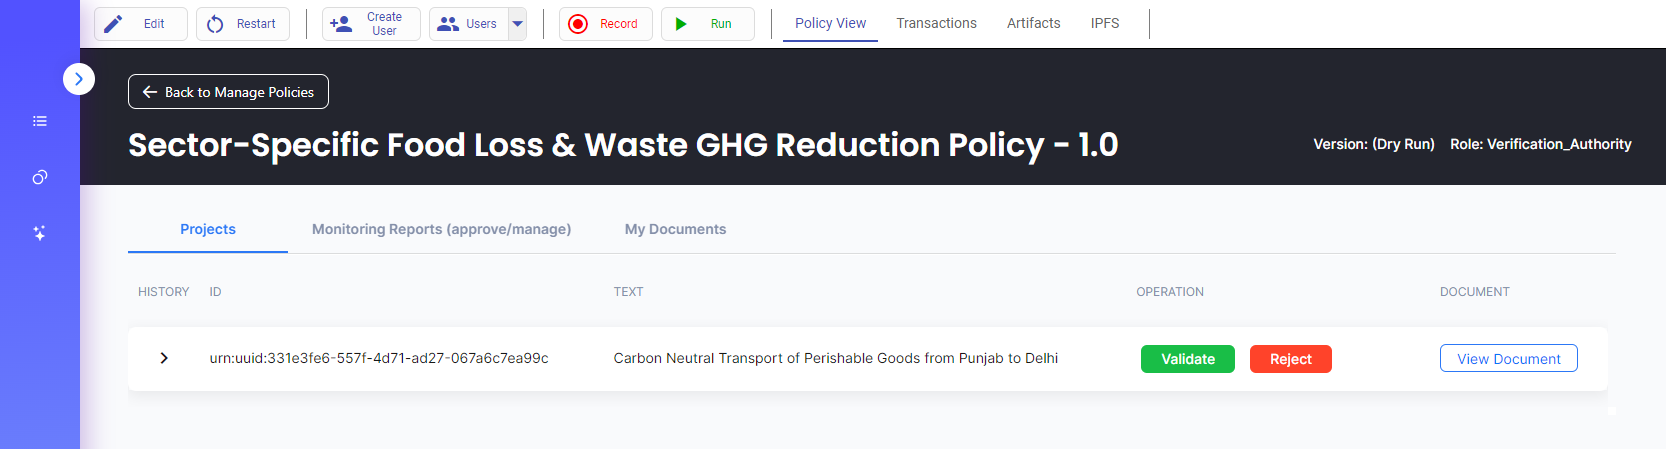 Edit Restart Create User Users Record Run Policy View Transactions Artifacts IPFS
Back to Manage Policies
Sector-Specific Food Loss & Waste GHG Reduction Policy - 1.0 Version: (Dry Run) Role: Verification_Authority
Projects Monitoring Reports (approve/manage) My Documents
HISTORY ID TEXT OPERATION DOCUMENT
urn:uuid:331e3fe6-557f-4d71-ad27-067a6c7ea99c Carbon Neutral Transport of Perishable Goods from Punjab to Delhi Validate Reject View Document